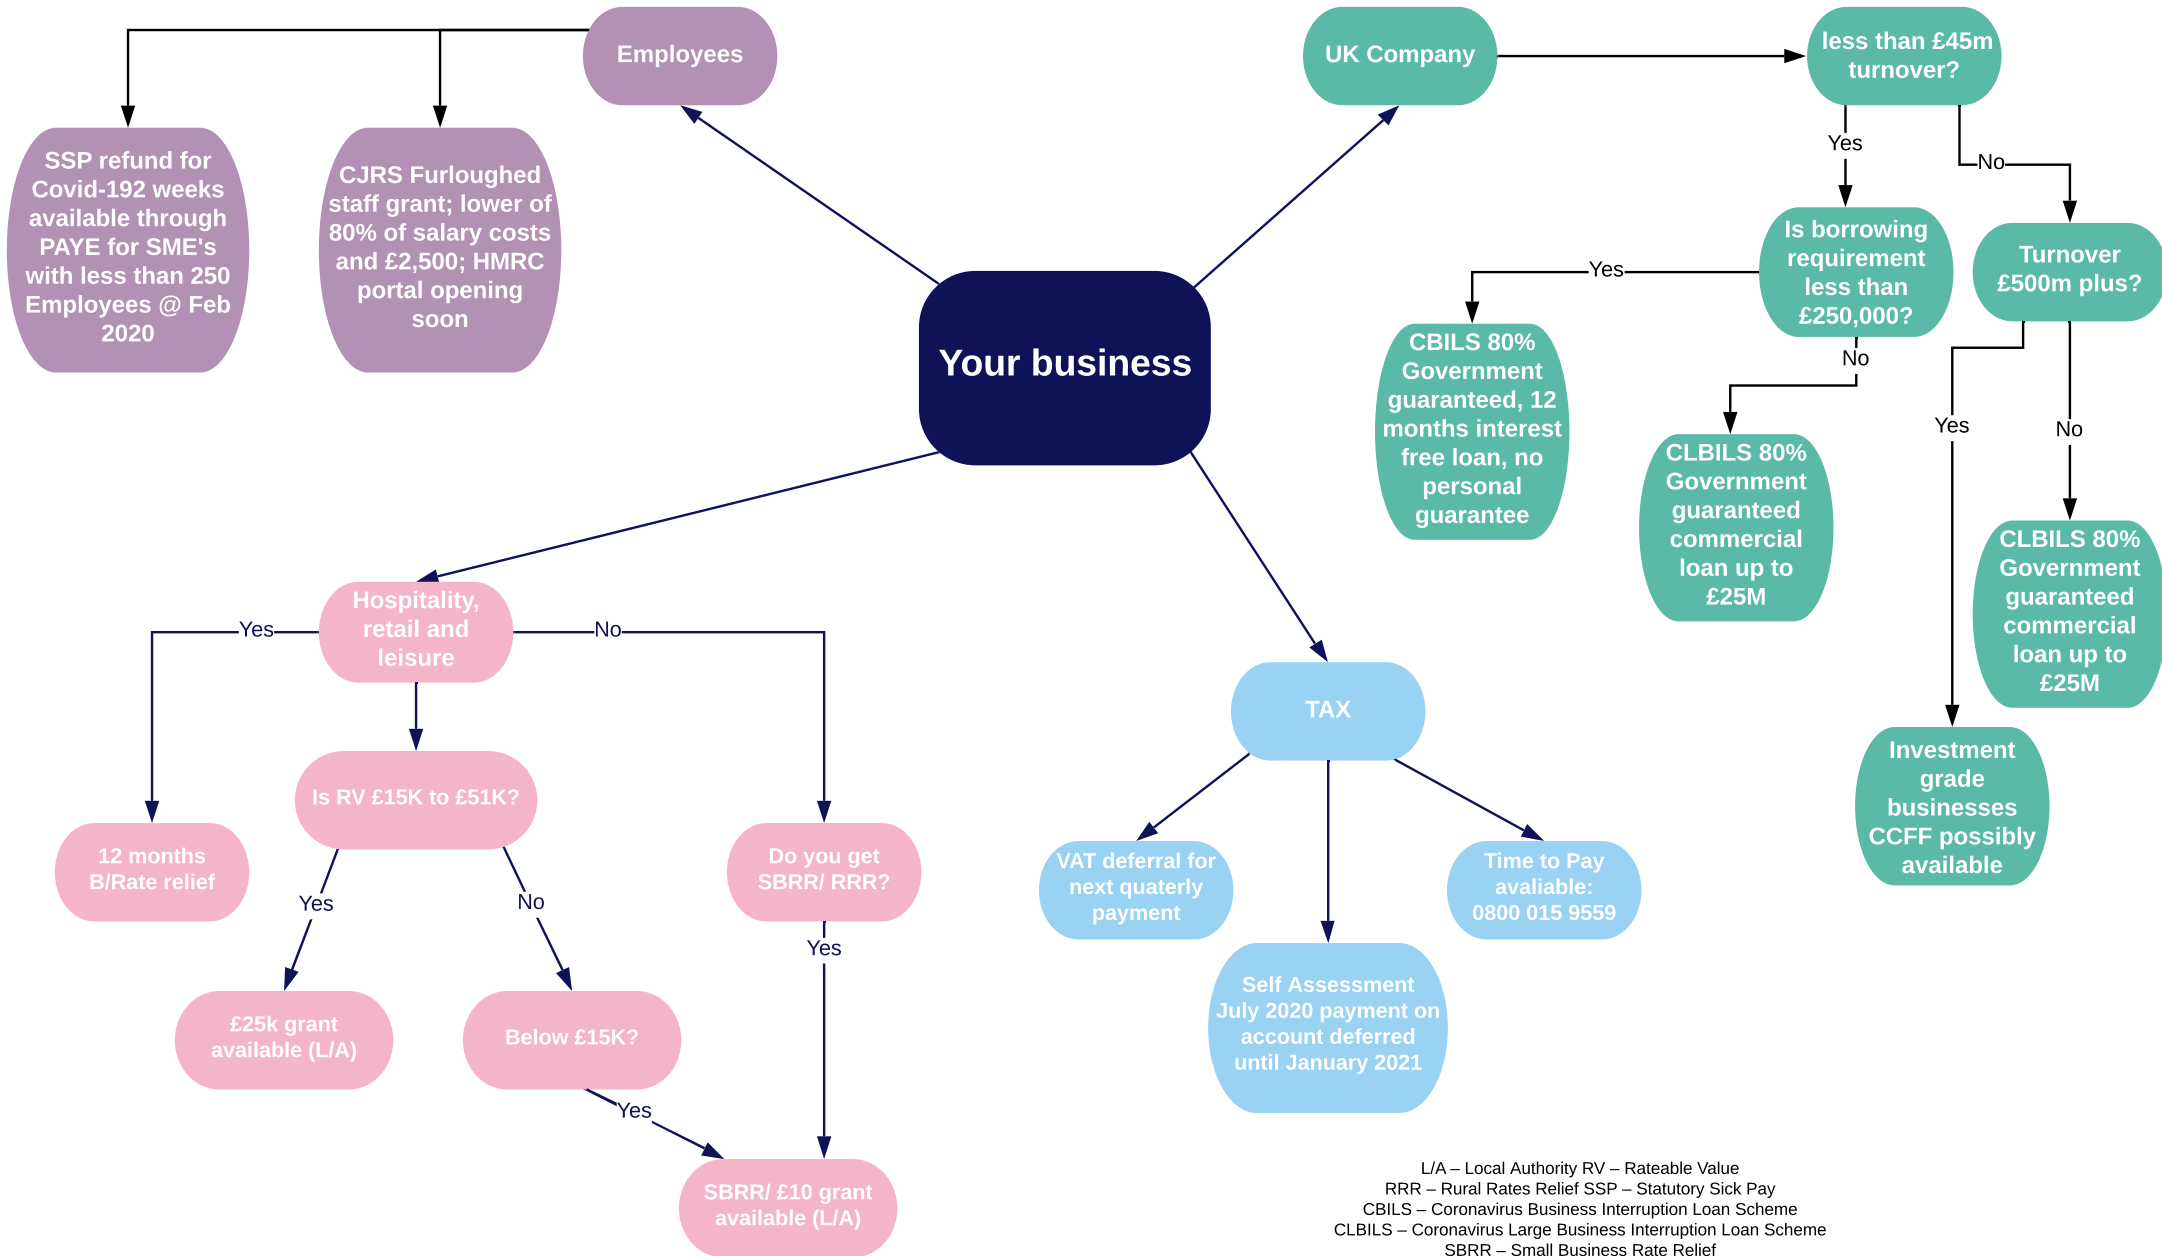 Employees
UK Company
less than £45m
turnover?
SSP refund for
Covid-192 weeks
available through
PAYE for SME's
with less than 250
Employees @ Feb
2020
CJRS Furloughed
staff grant; lower of
80% of salary costs
and £2,500; HMRC
portal opening
soon
Yes
No
Is borrowing
requirement
less than
£250,000?
Turnover
£500m plus?
Yes
No
Your business
CBILS 80%
Government
guaranteed, 12
months interest
free loan, no
personal
guarantee
CLBILS 80%
Government
guaranteed
commercial
loan up to
£25M
Yes
No
CLBILS 80%
Government
guaranteed
commercial
loan up to
£25M
Investment
grade
businesses
CCFF possibly
available
Hospitality,
retail and
leisure
Yes
No
Is RV £15K to £51K?
12 months
B/Rate relief
Do you get
SBRR/ RRR?
Yes
No
Yes
£25k grant
available (L/A)
Below £15K?
Yes
SBRR/ £10 grant
available (L/A)
TAX
VAT deferral for
next quaterly
payment
Time to Pay
avaliable:
0800 015 9559
Self Assessment
July 2020 payment on
account deferred
until January 2021
L/A – Local Authority RV – Rateable Value
RRR – Rural Rates Relief SSP – Statutory Sick Pay
CBILS – Coronavirus Business Interruption Loan Scheme
CLBILS – Coronavirus Large Business Interruption Loan Scheme
SBRR – Small Business Rate Relief